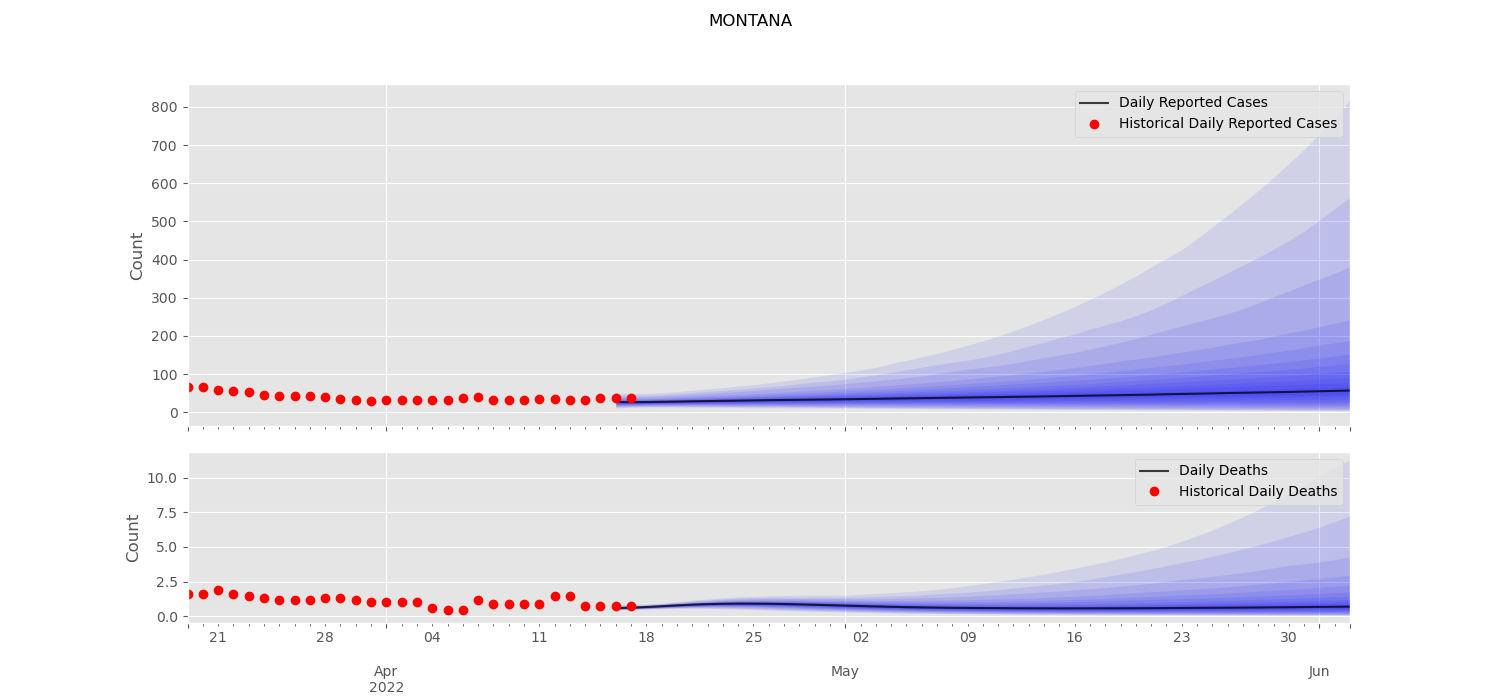 MONTANA
800
700
600
500
400
300
200
100
0
Count
Daily Reported Cases
Historical Daily Reported Cases
10.0
7.5
5.0
2.5
0.0
Count
Daily Deaths
Historical Daily Deaths
21 28 04 11 18 25 02 09 16 23 30
Apr May Jun
2022